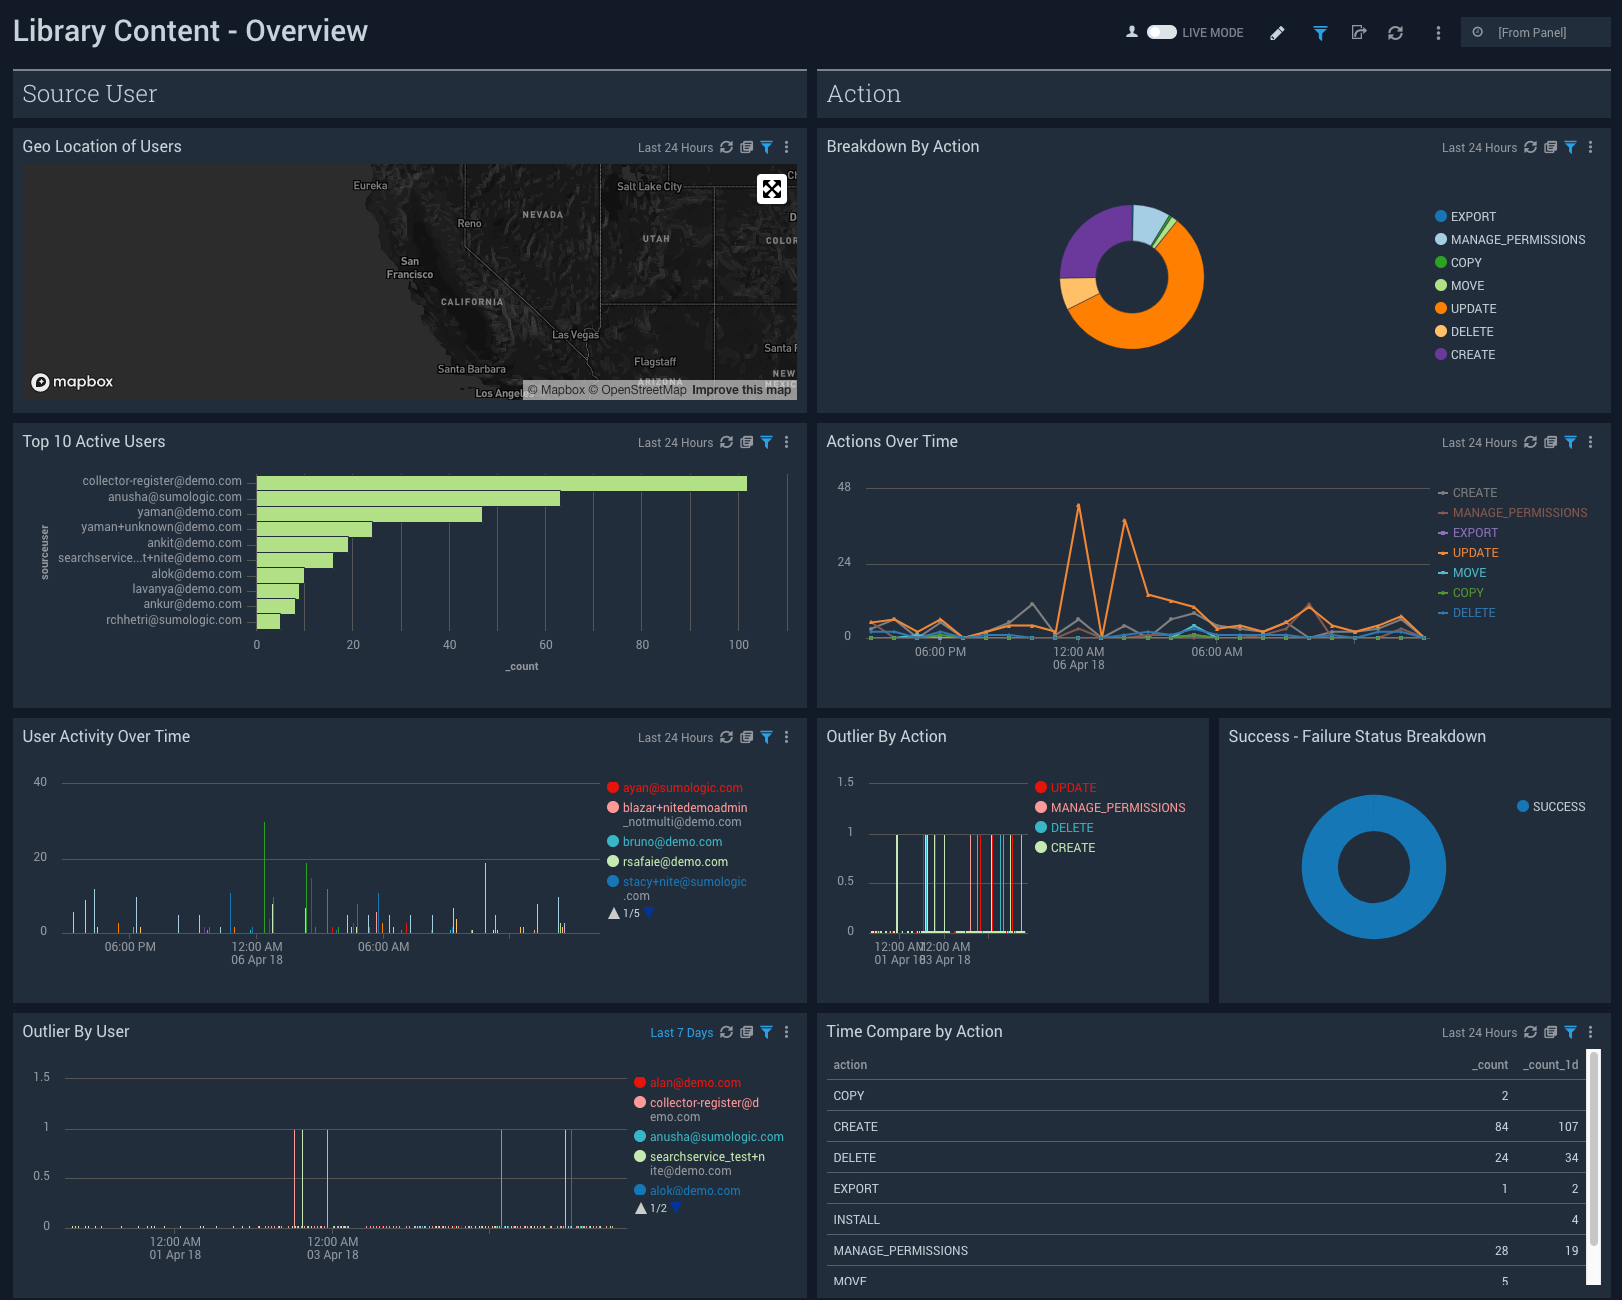 Library Content - Overview
LIVE MODE
[From Panel]
Source User
Action
Geo Location of Users
Last 24 Hours
Eureka
Salt Lake City
NEVADA
Reno
UTAH
COLOR
San
Francisco
CALIFORNIA
Las Vegas
Santa F
Flagstaff
Santa Barbara
NEW
ARIZONA
MEXIC
Los Angele
mapbox
© Mapbox © OpenStreetMap Improve this map
Breakdown By Action
Last 24 Hours
EXPORT
MANAGE_PERMISSIONS
COPY
MOVE
UPDATE
DELETE
CREATE
Top 10 Active Users
Last 24 Hours
sourceuser
collector-register@demo.com
anusha@sumologic.com
yaman@demo.com
yaman+unknown@demo.com
ankit@demo.com
searchservice...t+nite@demo.com
alok@demo.com
lavanya@demo.com
ankur@demo.com
rchhetri@sumologic.com
0 20 40 60 80 100
_count
Actions Over Time
Last 24 Hours
48
24
0
06:00 PM 12:00 AM 06:00 AM
06 Apr 18
CREATE
MANAGE_PERMISSIONS
EXPORT
UPDATE
MOVE
COPY
DELETE
User Activity Over Time
Last 24 Hours
40
20
0
06:00 PM 12:00 AM 06:00 AM
06 Apr 18
ayan@sumologic.com
blazar+nitedemoadmin
_notmulti@demo.com
bruno@demo.com
rsafaie@demo.com
stacy+nite@sumologic
.com
1/5
Outlier By Action
1.5
1
0.5
0
12:00 AM 12:00 AM
01 Apr 18 03 Apr 18
UPDATE
MANAGE_PERMISSIONS
DELETE
CREATE
Success - Failure Status Breakdown
SUCCESS
Outlier By User
Last 7 Days
1.5
1
0.5
0
12:00 AM 12:00 AM
01 Apr 18 03 Apr 18
alan@demo.com
collector-register@d
emo.com
anusha@sumologic.com
searchservice_test+n
ite@demo.com
alok@demo.com
1/2
Time Compare by Action
Last 24 Hours
action _count _count_1d
COPY 2
CREATE 84 107
DELETE 24 34
EXPORT 1 2
INSTALL 4
MANAGE_PERMISSIONS 28 19
MOVE 5